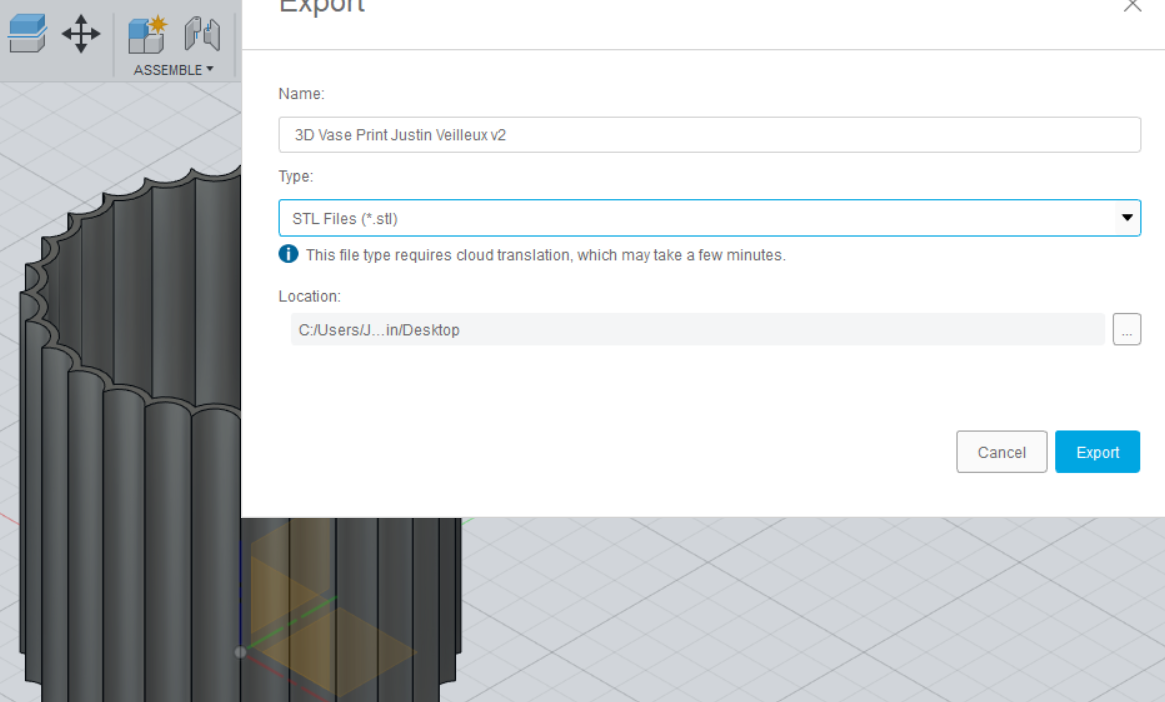 Export
ASSEMBLE
Name:
3D Vase Print Justin Veilleux v2
Type:
STL Files (*.stl)
This file type requires cloud translation, which may take a few minutes.
Location:
C:/Users/J...in/Desktop
...
Cancel
Export